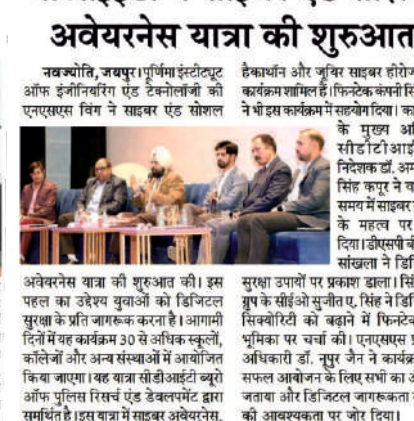 अवेयरनेस यात्रा की शुरुआत
नवज्योति, जयपुर। पूर्णिमा इंस्टीट्यूट
ऑफ इंजीनियरिंग एंड टेक्नोलॉजी की
एनएसएस विंग ने साइबर एंड सोशल
अवेयरनेस यात्रा की शुरुआत की। इस
पहल का उद्देश्य युवाओं को डिजिटल
सुरक्षा के प्रति जागरूक करना है। आगामी
दिनों में यह कार्यक्रम 30 से अधिक स्कूलों,
कॉलेजों और अन्य संस्थाओं में आयोजित
किया जाएगा। यह यात्रा सीडीआईटी ब्यूरो
ऑफ पुलिस रिसर्च एंड डेवलपमेंट द्वारा
समर्थित है। इस यात्रा में साइबर अवेयरनेस,
हैकाथॉन और जूनियर साइबर हीरोज
कार्यक्रम शामिल हैं। फिनटेक कंपनी
ने भी इस कार्यक्रम में सहयोग दिया।
के मुख्य
सीडीटीआई
निदेशक डॉ.
सिंह कपूर ने
समय में साइबर
के महत्व पर
दिया। डीएसपी
सांखला ने
सुरक्षा उपायों पर प्रकाश डाला।
ग्रुप के सीईओ सुजीत ए. सिंह ने
सिक्योरिटी को बढ़ाने में
भूमिका पर चर्चा की। एनएसएस
अधिकारी डॉ. नूपुर जैन ने
सफल आयोजन के लिए सभी का
जताया और डिजिटल जागरूकता
की आवश्यकता पर जोर दिया।